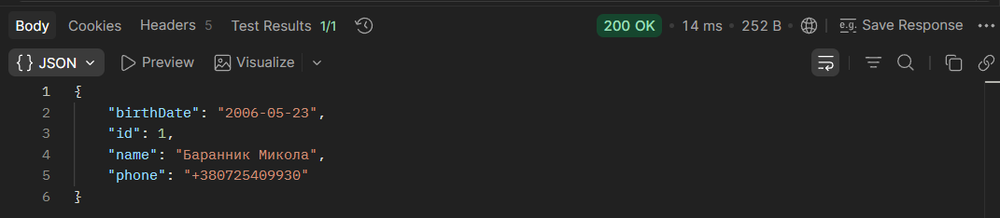 Body Cookies Headers 5 Test Results 1/1 200 OK • 14 ms • 252 B • e.g. Save Response •••
{} JSON Preview Visualize
1 {
2 "birthDate": "2006-05-23",
3 "id": 1,
4 "name": "Баранник Микола",
5 "phone": "+380725409930"
6 }